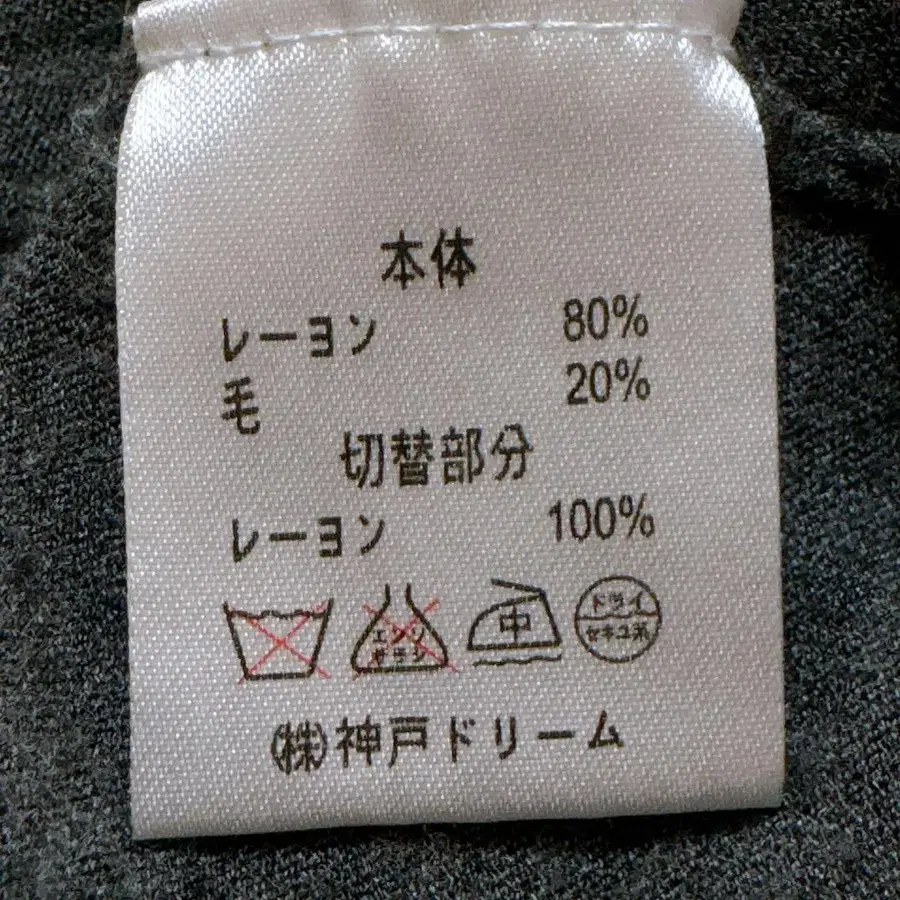 本体
レーヨン 80%
毛 20%
切替部分
レーヨン 100%
エンソ
サラシ
中
ドライ
セキユ系
㈱神戸ドリーム